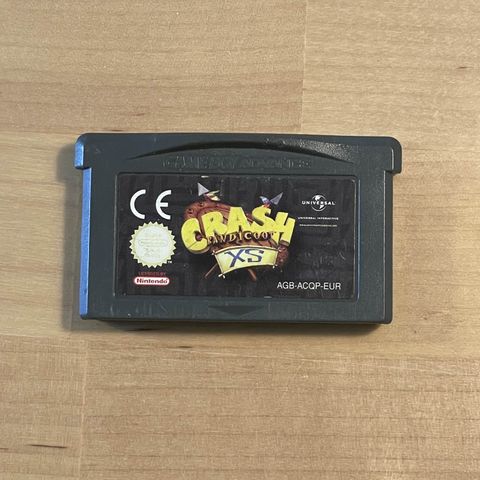 GAME BOY ADVANCE
CE
CRASH
BANDICOOT
XS
UNIVERSAL
UNIVERSAL INTERACTIVE
LICENSED BY
Nintendo
AGB-ACQP-EUR